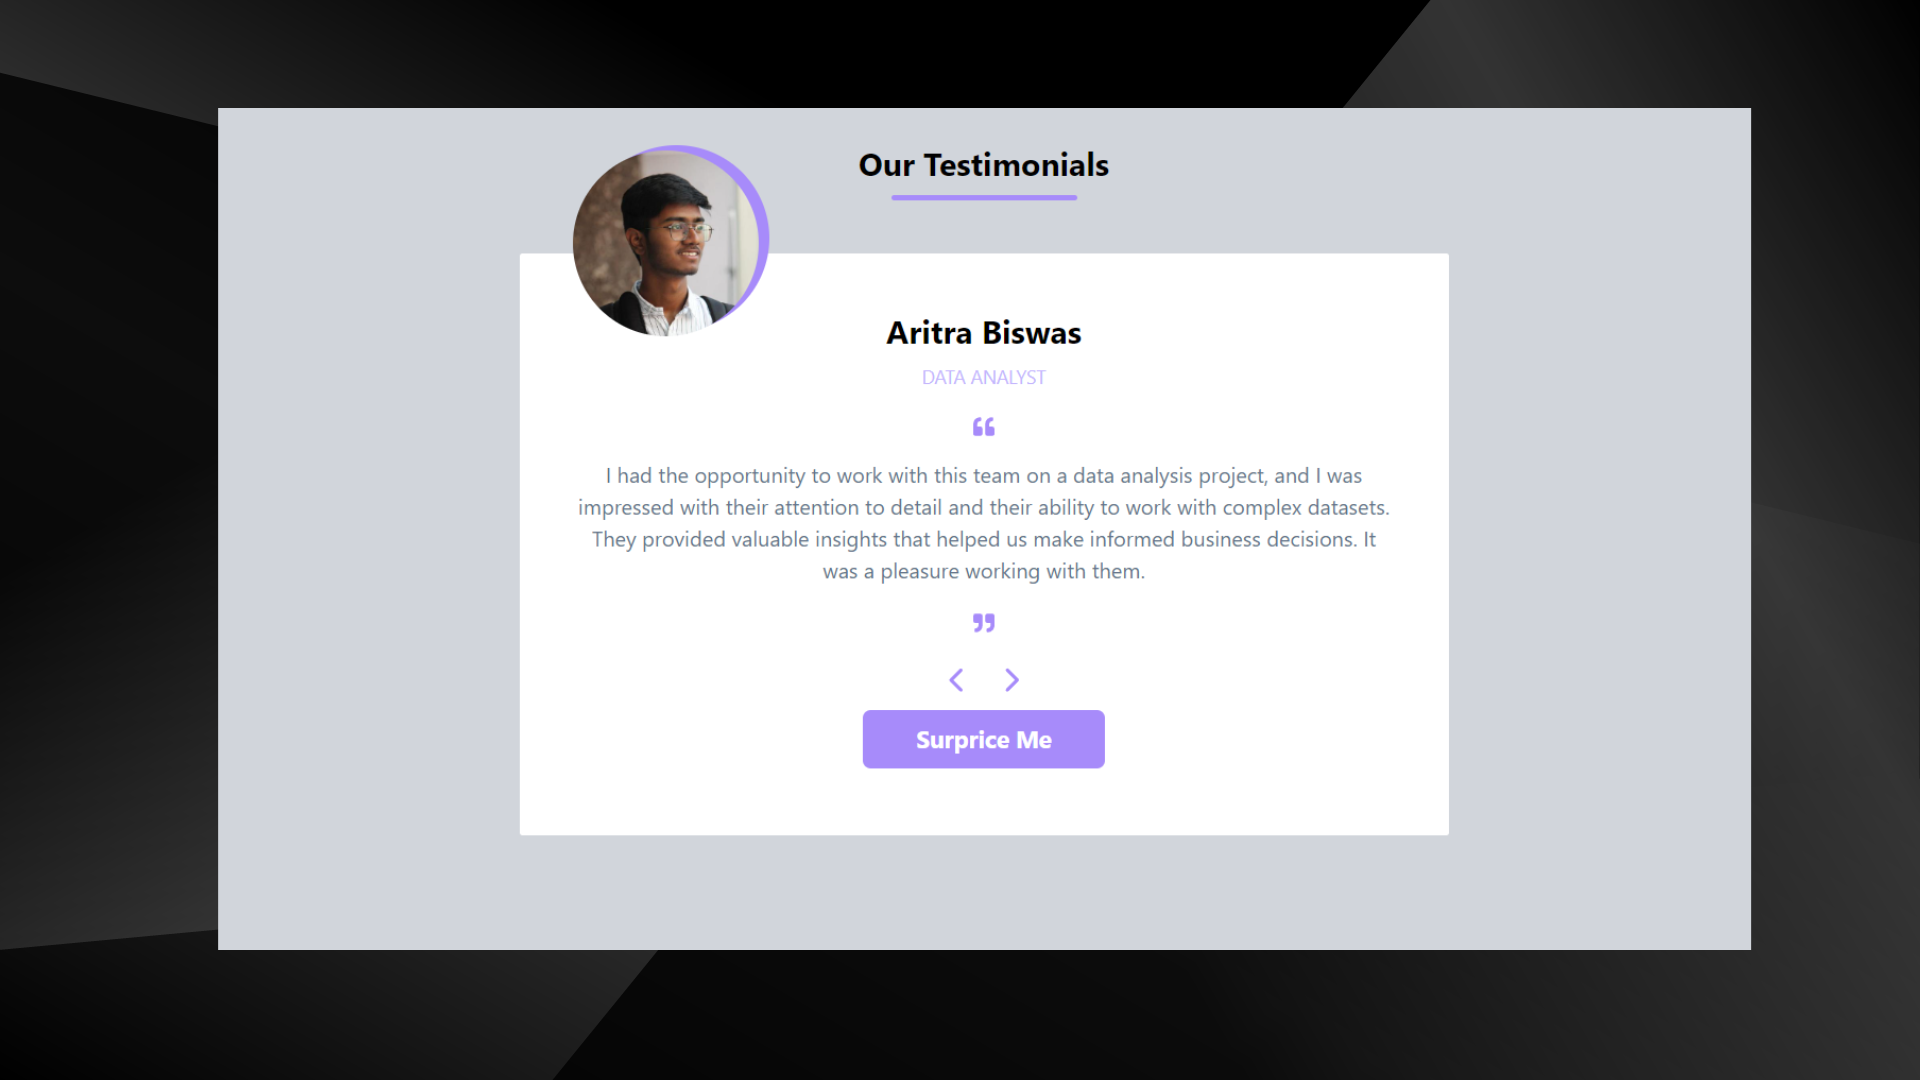 Our Testimonials
Aritra Biswas
DATA ANALYST
“
I had the opportunity to work with this team on a data analysis project, and I was
impressed with their attention to detail and their ability to work with complex datasets.
They provided valuable insights that helped us make informed business decisions. It
was a pleasure working with them.
”
Surprice Me